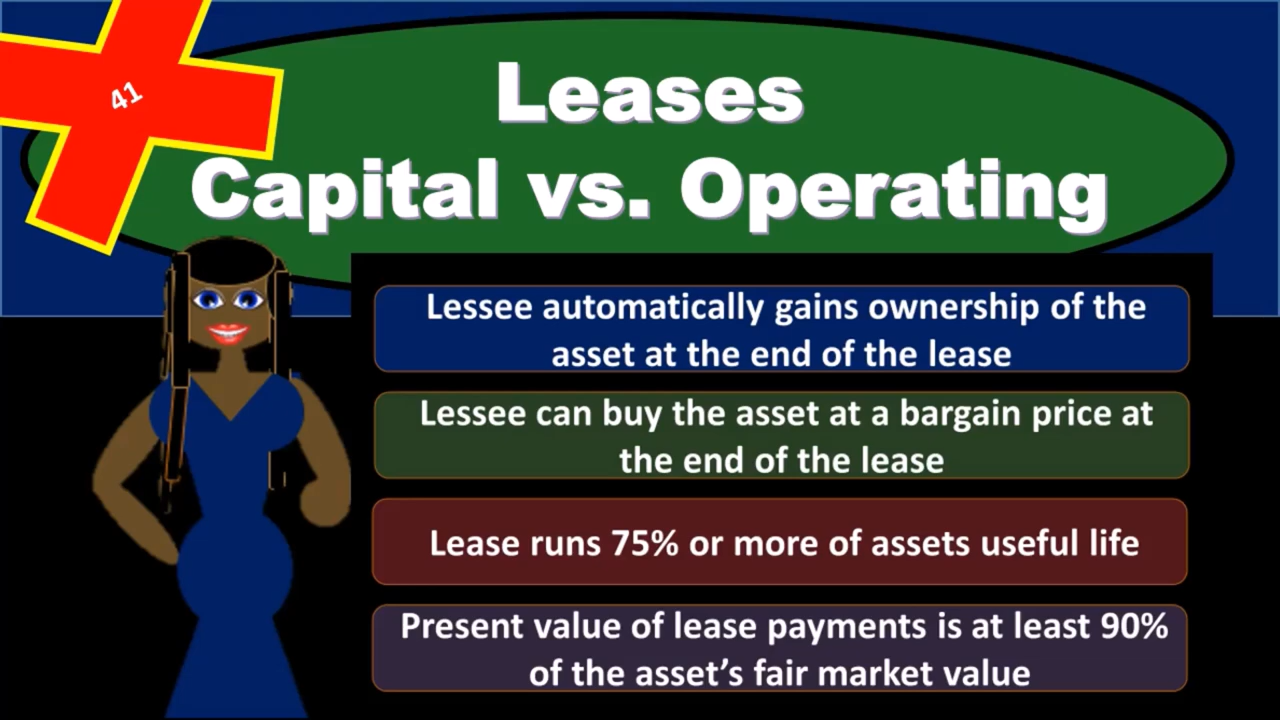 41
Leases
Capital vs. Operating
Lessee automatically gains ownership of the
asset at the end of the lease
Lessee can buy the asset at a bargain price at
the end of the lease
Lease runs 75% or more of assets useful life
Present value of lease payments is at least 90%
of the asset’s fair market value